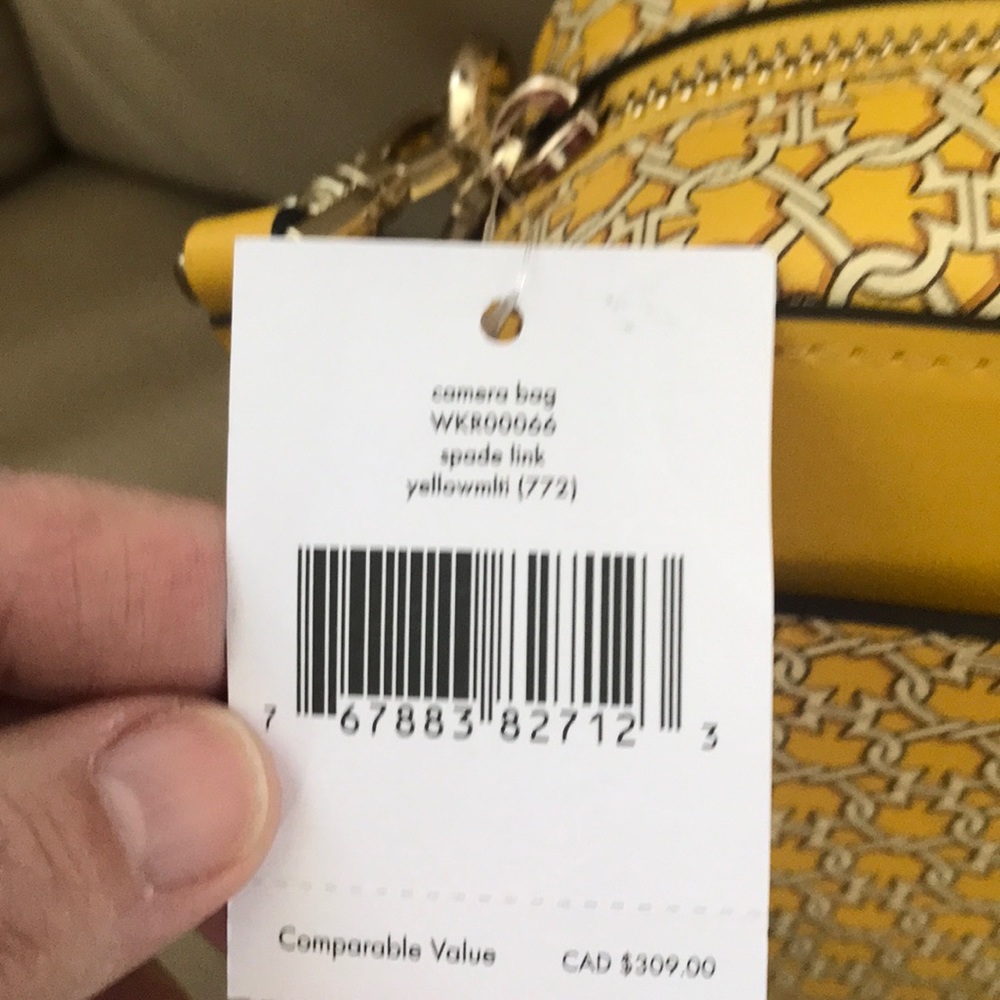 camera bag
WKR00066
spade link
yellowmlti (772)
7 67883 82712 3
Comparable Value CAD $309.00